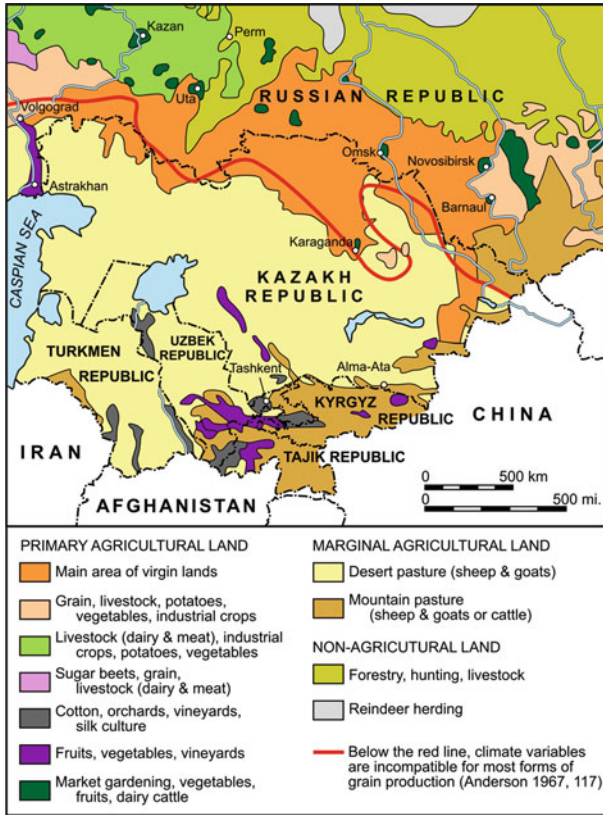 Kazan
Perm
Uta
RUSSIAN REPUBLIC
Volgograd
Omsk
Novosibirsk
Astrakhan
Barnaul
CASPIAN SEA
Karaganda
KAZAKH
REPUBLIC
UZBEK
REPUBLIC
TURKMEN
REPUBLIC
Tashkent
Alma-Ata
KYRGYZ
REPUBLIC
CHINA
IRAN
TAJIK REPUBLIC
AFGHANISTAN
0 500 km
0 500 mi.
PRIMARY AGRICULTURAL LAND
Main area of virgin lands
Grain, livestock, potatoes,
vegetables, industrial crops
Livestock (dairy & meat), industrial
crops, potatoes, vegetables
Sugar beets, grain,
livestock (dairy & meat)
Cotton, orchards, vineyards,
silk culture
Fruits, vegetables, vineyards
Market gardening, vegetables,
fruits, dairy cattle
MARGINAL AGRICULTURAL LAND
Desert pasture (sheep & goats)
Mountain pasture
(sheep & goats or cattle)
NON-AGRICUTURAL LAND
Forestry, hunting, livestock
Reindeer herding
Below the red line, climate variables
are incompatible for most forms of
grain production (Anderson 1967, 117)